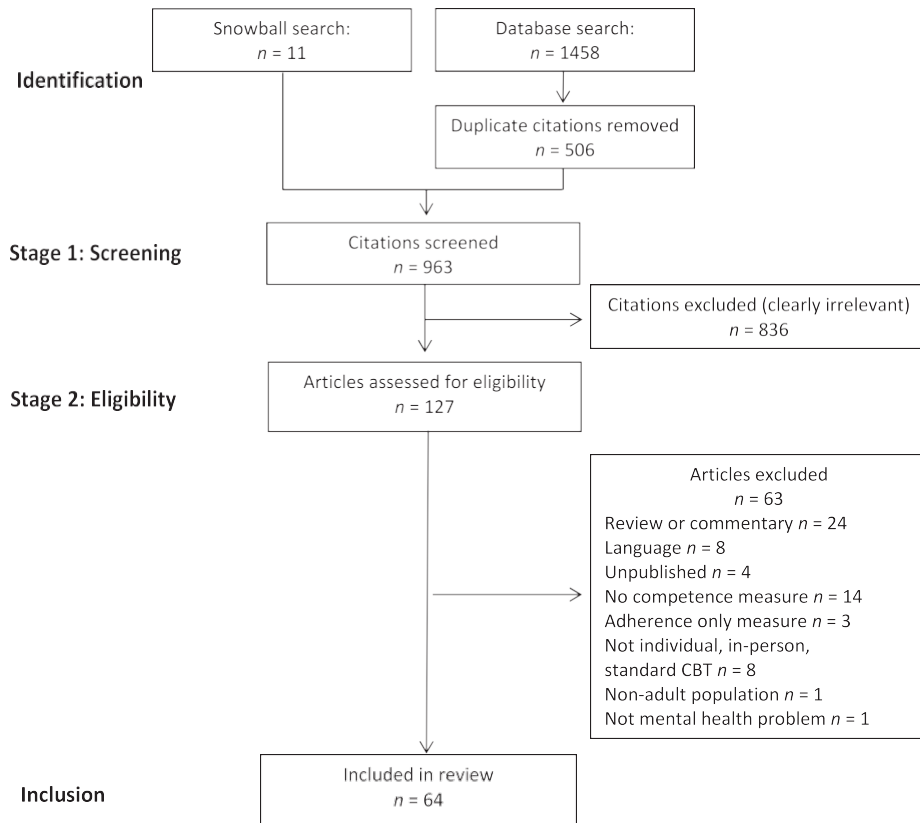 Snowball search:
n = 11
Database search:
n = 1458
Identification
Duplicate citations removed
n = 506
Stage 1: Screening
Citations screened
n = 963
Citations excluded (clearly irrelevant)
n = 836
Stage 2: Eligibility
Articles assessed for eligibility
n = 127
Articles excluded
n = 63
Review or commentary n = 24
Language n = 8
Unpublished n = 4
No competence measure n = 14
Adherence only measure n = 3
Not individual, in-person,
standard CBT n = 8
Non-adult population n = 1
Not mental health problem n = 1
Inclusion
Included in review
n = 64